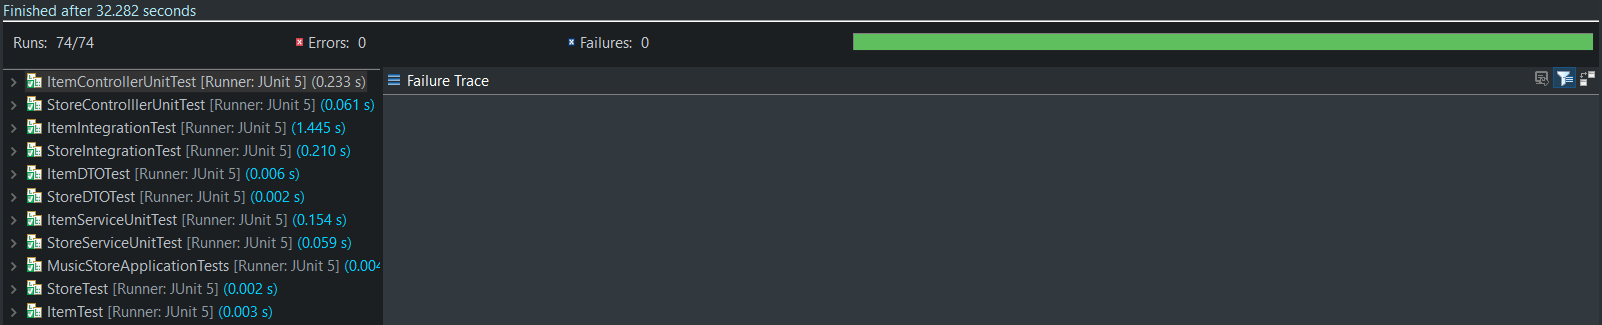 Finished after 32.282 seconds
Runs: 74/74 Errors: 0 Failures: 0
ItemControllerUnitTest [Runner: JUnit 5] (0.233 s)
Failure Trace
StoreControlllerUnitTest [Runner: JUnit 5] (0.061 s)
ItemIntegrationTest [Runner: JUnit 5] (1.445 s)
StoreIntegrationTest [Runner: JUnit 5] (0.210 s)
ItemDTOTest [Runner: JUnit 5] (0.006 s)
StoreDTOTest [Runner: JUnit 5] (0.002 s)
ItemServiceUnitTest [Runner: JUnit 5] (0.154 s)
StoreServiceUnitTest [Runner: JUnit 5] (0.059 s)
MusicStoreApplicationTests [Runner: JUnit 5] (0.004
StoreTest [Runner: JUnit 5] (0.002 s)
ItemTest [Runner: JUnit 5] (0.003 s)